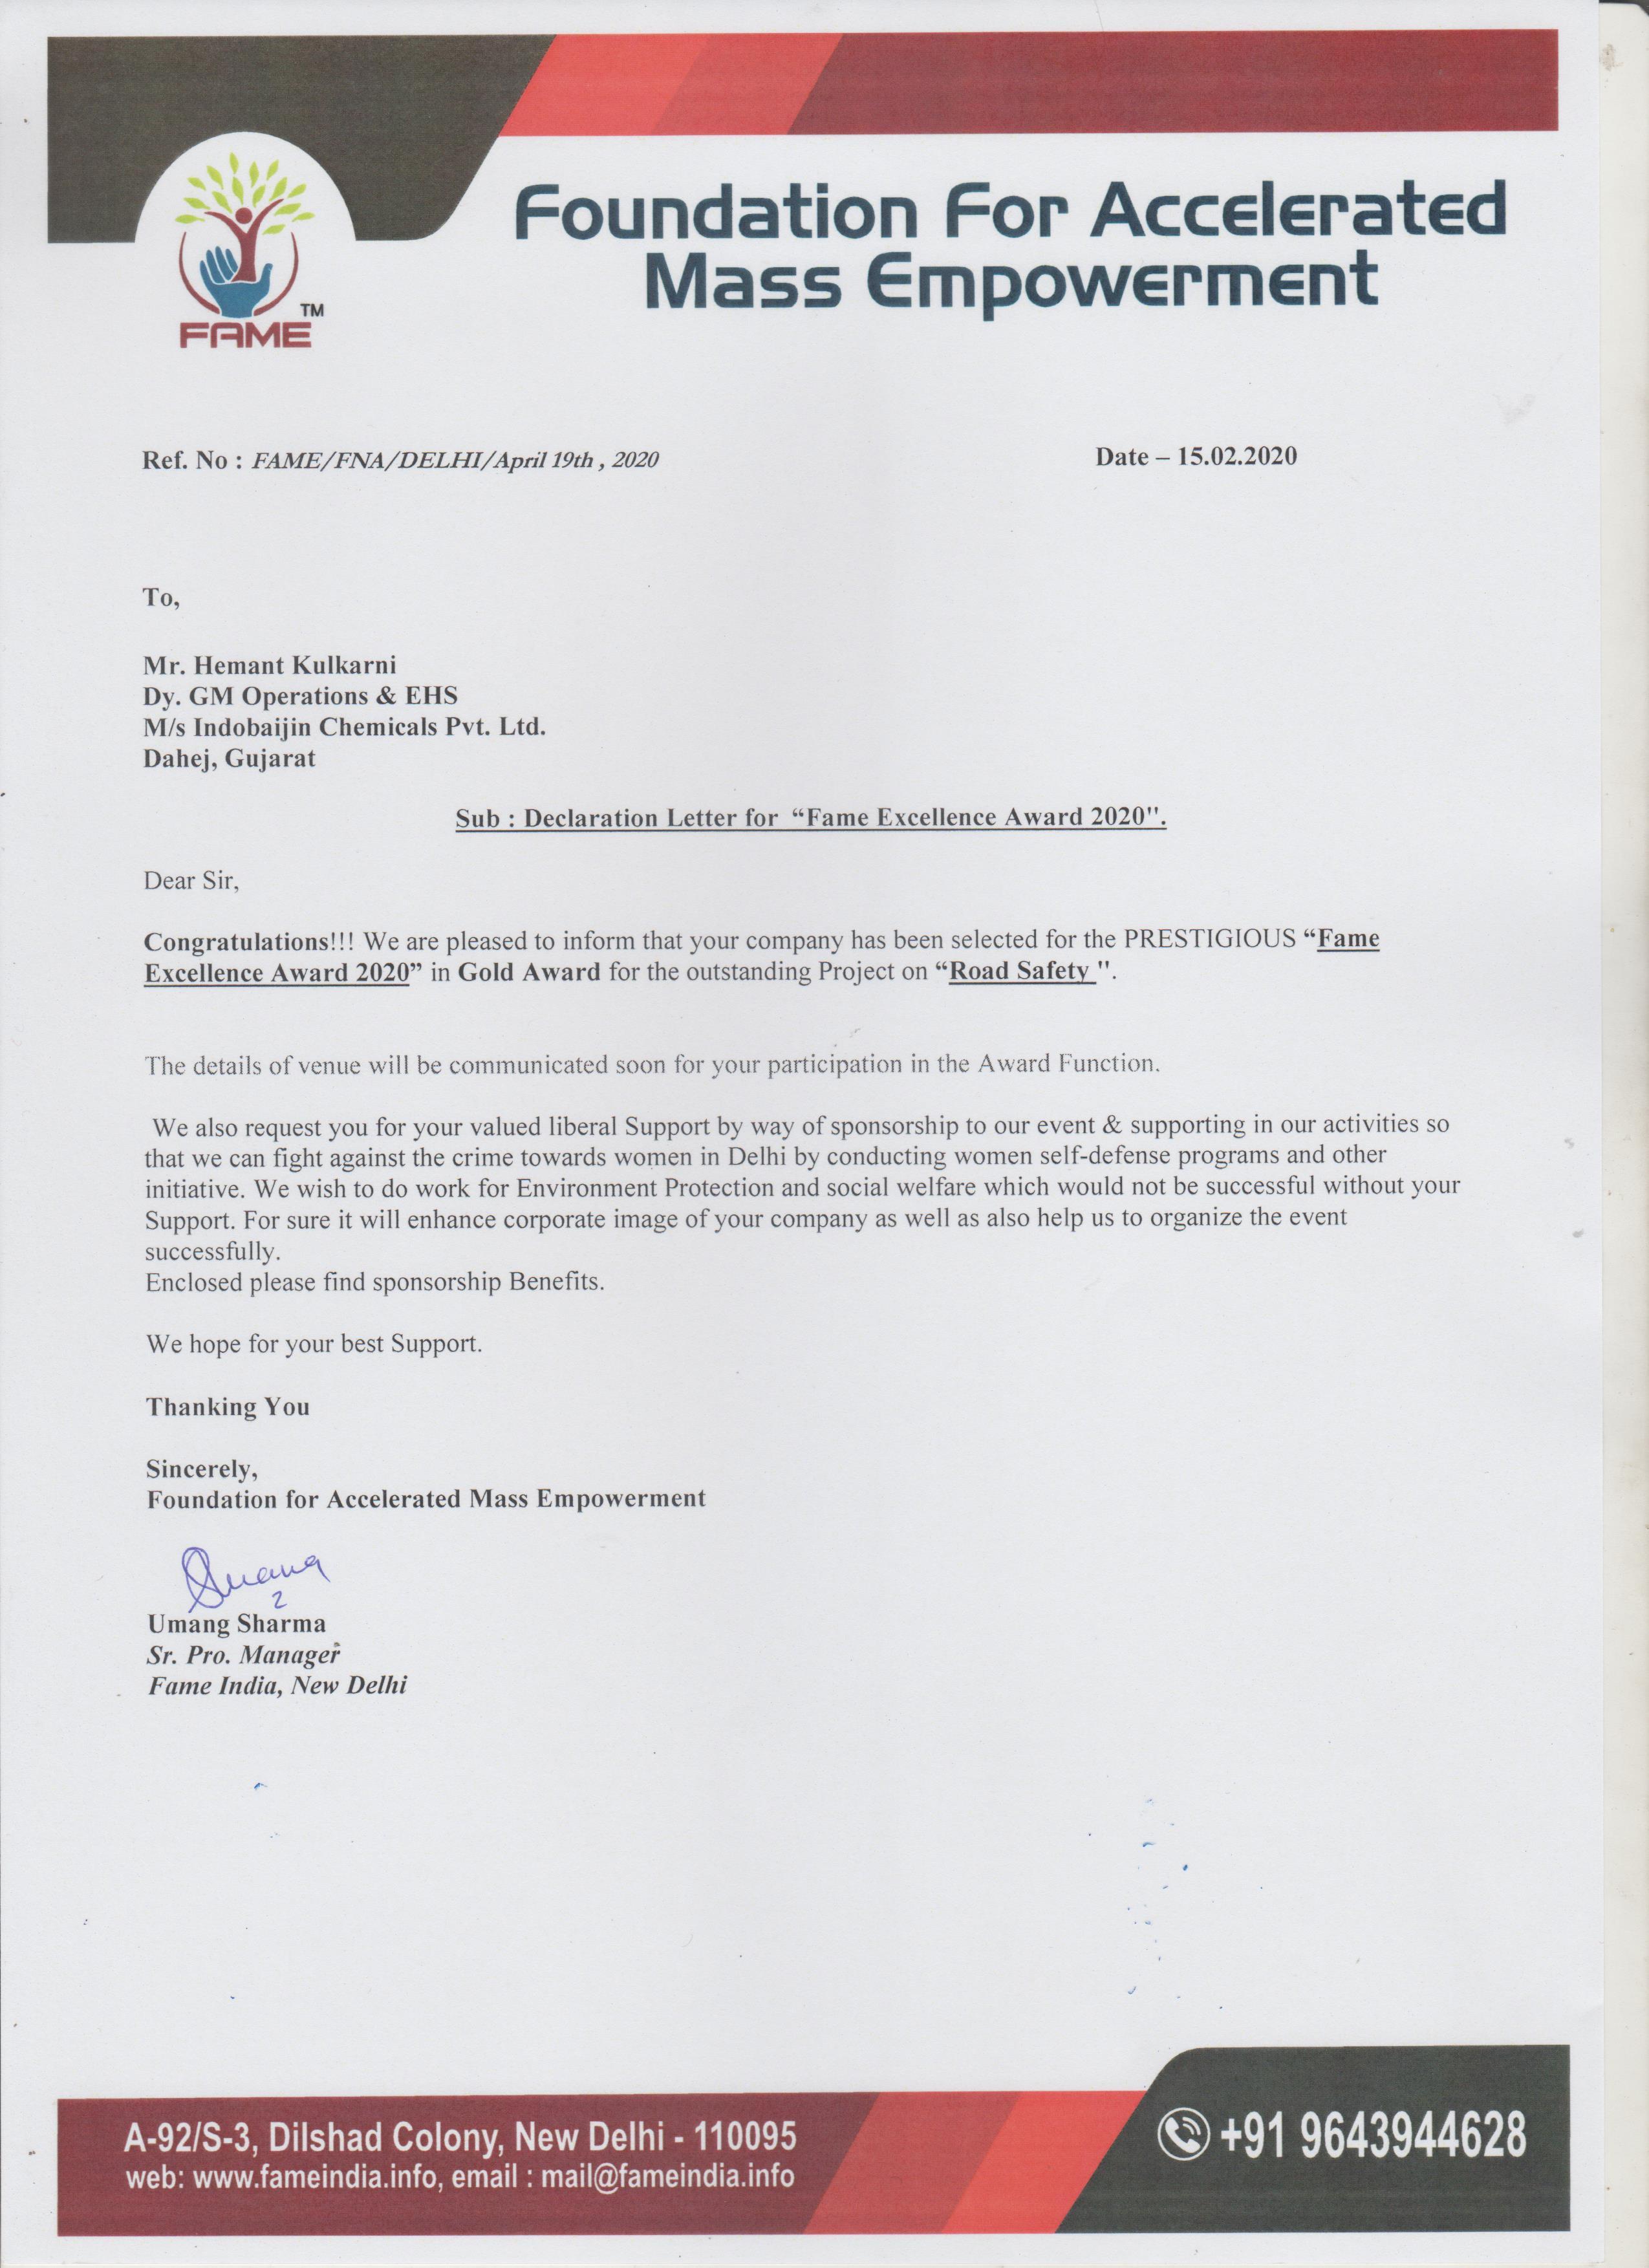 Foundation For Accelerated
Mass Empowerment
TM
FAME
Ref. No : FAME/FNA/DELHI/April 19th , 2020 Date – 15.02.2020
To,
Mr. Hemant Kulkarni
Dy. GM Operations & EHS
M/s Indobaijin Chemicals Pvt. Ltd.
Dahej, Gujarat
Sub : Declaration Letter for “Fame Excellence Award 2020".
Dear Sir,
Congratulations!!! We are pleased to inform that your company has been selected for the PRESTIGIOUS “Fame
Excellence Award 2020” in Gold Award for the outstanding Project on “Road Safety ".
The details of venue will be communicated soon for your participation in the Award Function.
We also request you for your valued liberal Support by way of sponsorship to our event & supporting in our activities so
that we can fight against the crime towards women in Delhi by conducting women self-defense programs and other
initiative. We wish to do work for Environment Protection and social welfare which would not be successful without your
Support. For sure it will enhance corporate image of your company as well as also help us to organize the event
successfully.
Enclosed please find sponsorship Benefits.
We hope for your best Support.
Thanking You
Sincerely,
Foundation for Accelerated Mass Empowerment
Umang Sharma
Sr. Pro. Manager
Fame India, New Delhi
A-92/S-3, Dilshad Colony, New Delhi - 110095
web: www.fameindia.info, email : mail@fameindia.info
+91 9643944628